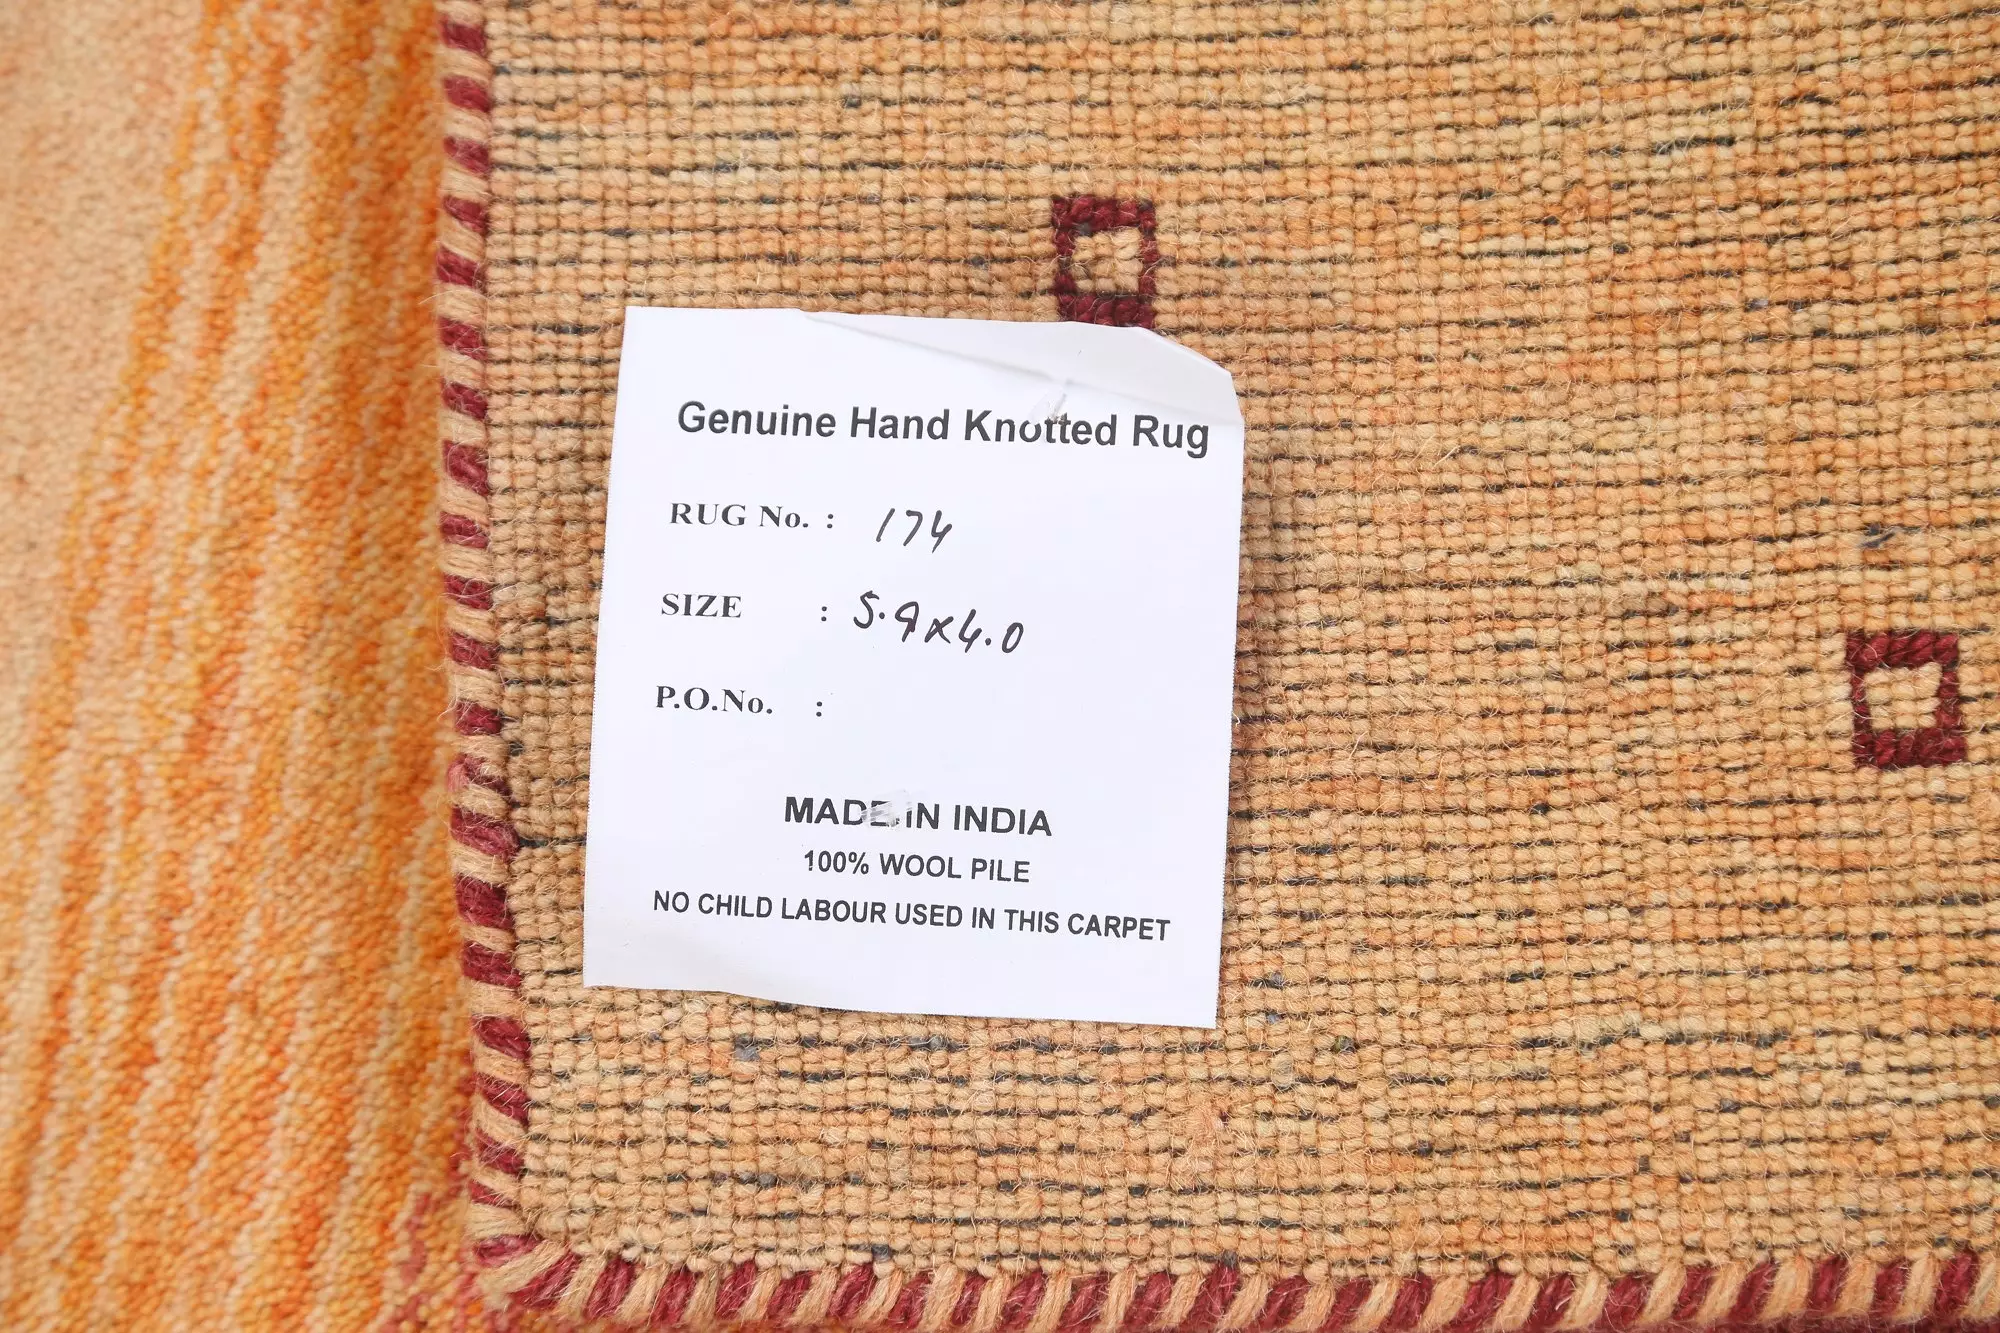 Genuine Hand Knotted Rug
RUG No. : 174
SIZE : 5.9x4.0
P.O.No. :
MADE IN INDIA
100% WOOL PILE
NO CHILD LABOUR USED IN THIS CARPET